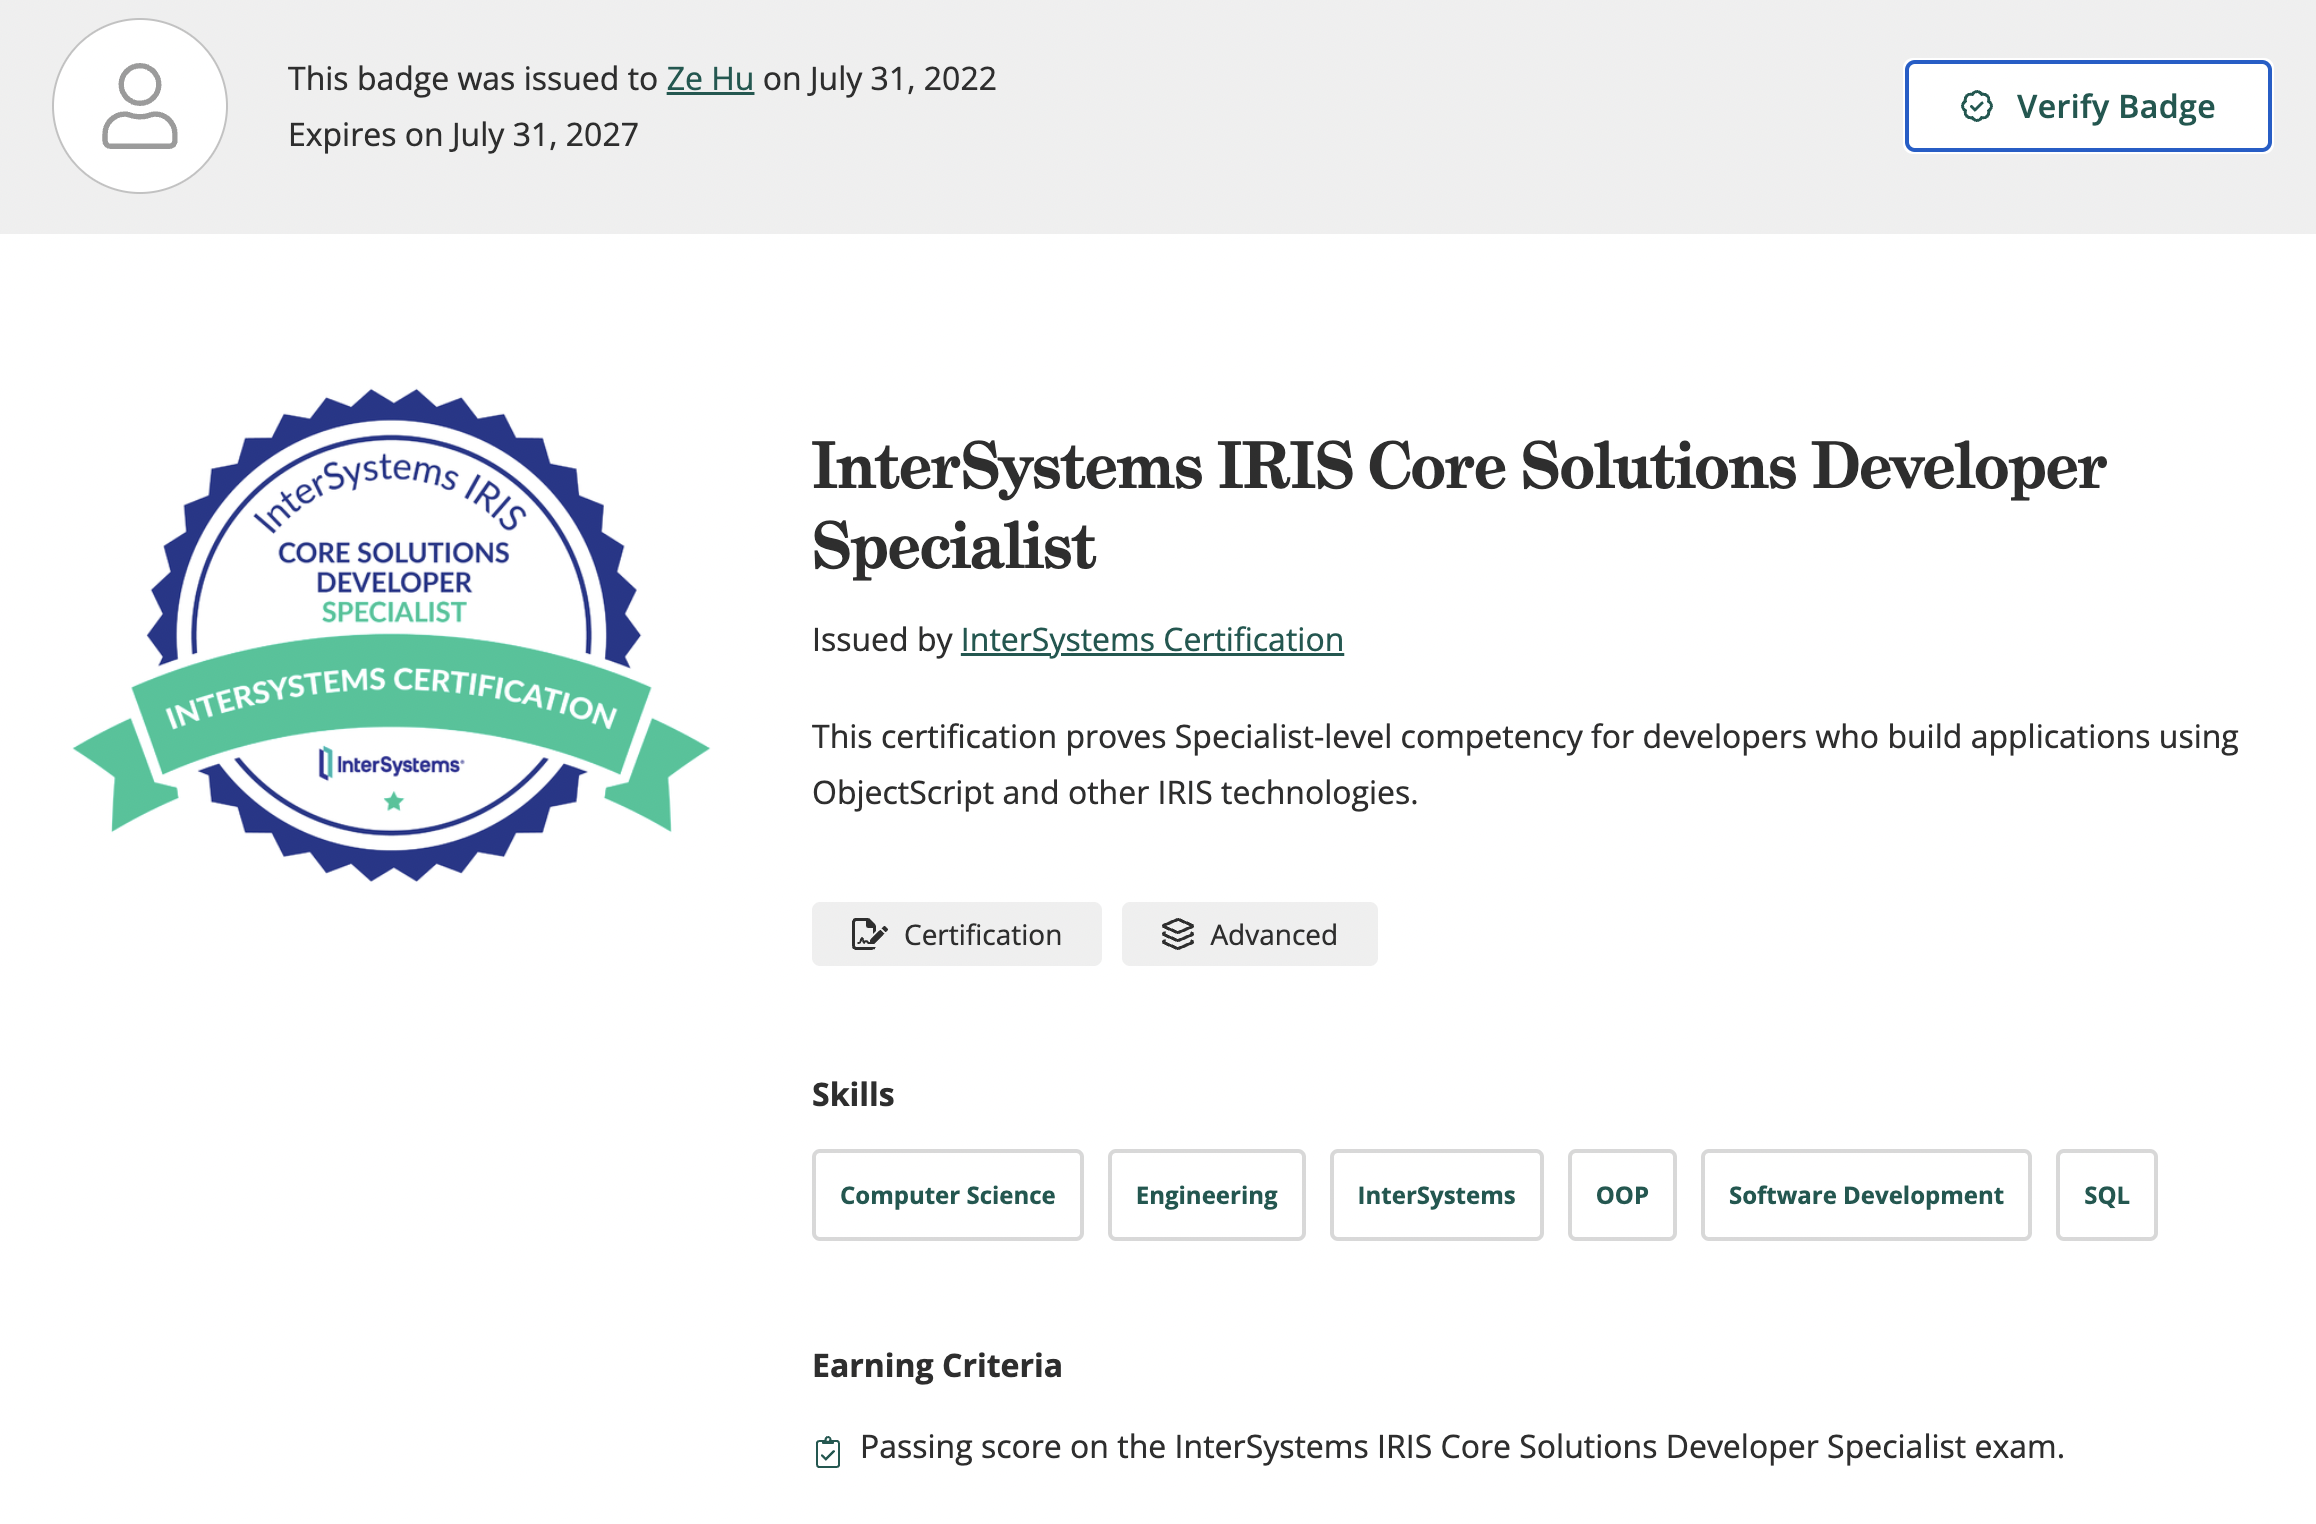 This badge was issued to Ze Hu on July 31, 2022
Expires on July 31, 2027
Verify Badge
InterSystems IRIS
CORE SOLUTIONS
DEVELOPER
SPECIALIST
INTERSYSTEMS CERTIFICATION
InterSystems
InterSystems IRIS Core Solutions Developer
Specialist
Issued by InterSystems Certification
This certification proves Specialist-level competency for developers who build applications using
ObjectScript and other IRIS technologies.
Certification
Advanced
Skills
Computer Science
Engineering
InterSystems
OOP
Software Development
SQL
Earning Criteria
Passing score on the InterSystems IRIS Core Solutions Developer Specialist exam.